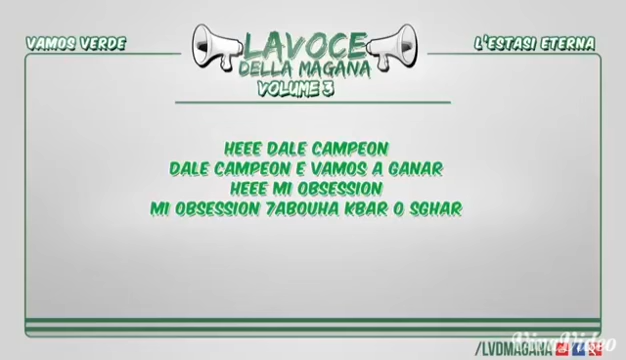 VAMOS VERDE
LAVOCE
DELLA MAGANA
VOLUME 3
L'ESTASI ETERNA
HEEE DALE CAMPEON
DALE CAMPEON E VAMOS A GANAR
HEEE MI OBSESSION
MI OBSESSION 7ABOUHA KBAR O SGHAR
/LVDMAGANA
VivaVideo